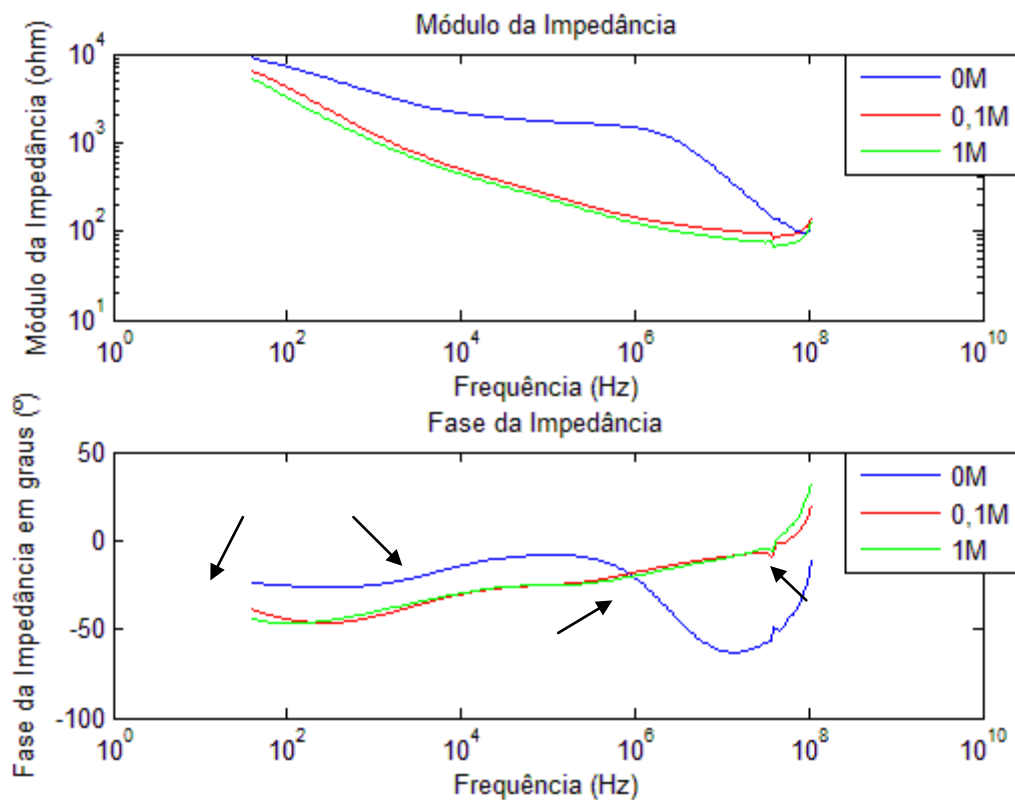 Módulo da Impedância
Módulo da Impedância (ohm)
10^4
10^3
10^2
10^1
10^0
10^2
10^4
10^6
10^8
10^10
Frequência (Hz)
0M
0,1M
1M
Fase da Impedância
Fase da Impedância em graus (º)
50
0
-50
-100
10^0
10^2
10^4
10^6
10^8
10^10
Frequência (Hz)
0M
0,1M
1M